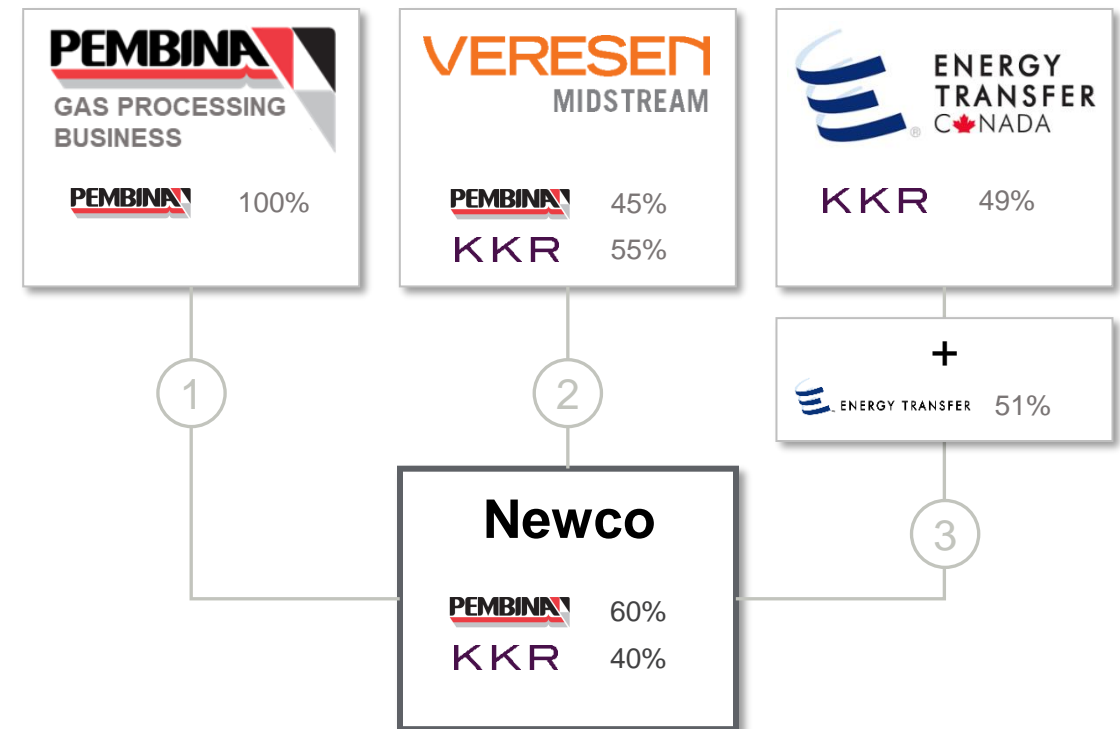 PEMBINA
GAS PROCESSING
BUSINESS
PEMBINA 100%
VERESEN
MIDSTREAM
PEMBINA 45%
KKR 55%
ENERGY
TRANSFER
CANADA
®
KKR 49%
+
ENERGY TRANSFER 51%
1
2
3
Newco
PEMBINA 60%
KKR 40%